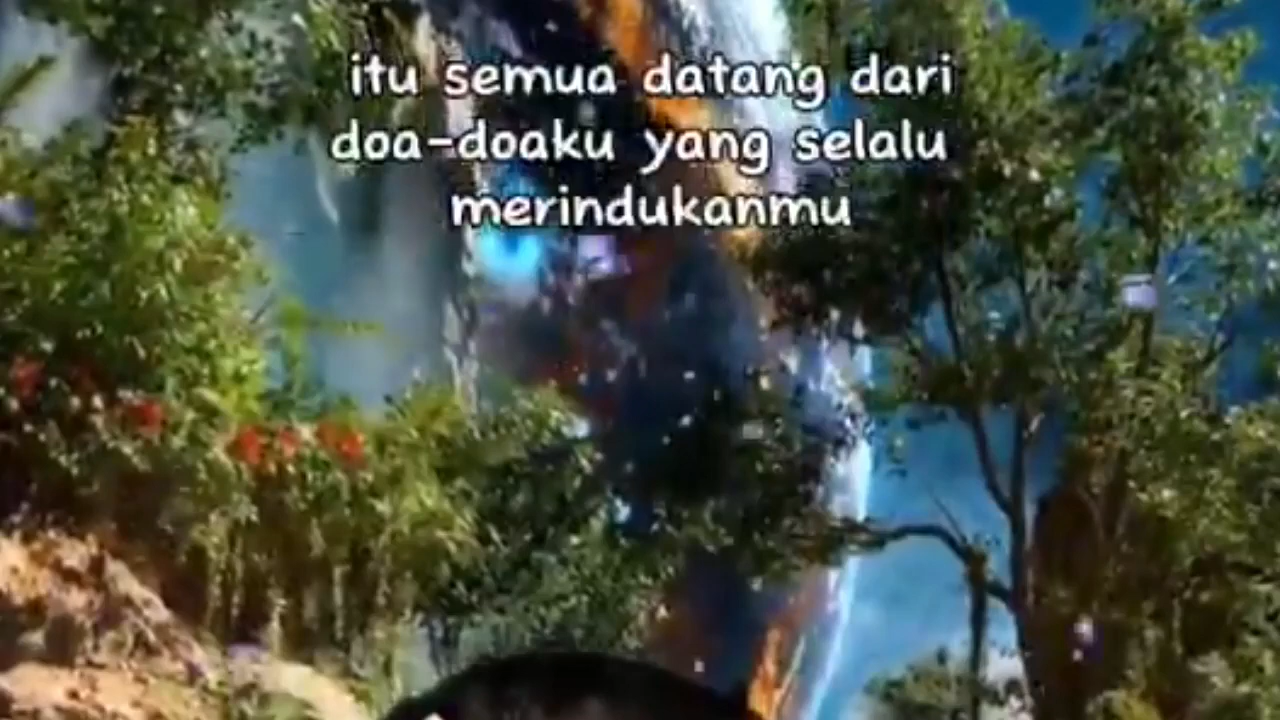 itu semua datang dari
doa-doaku yang selalu
merindukanmu